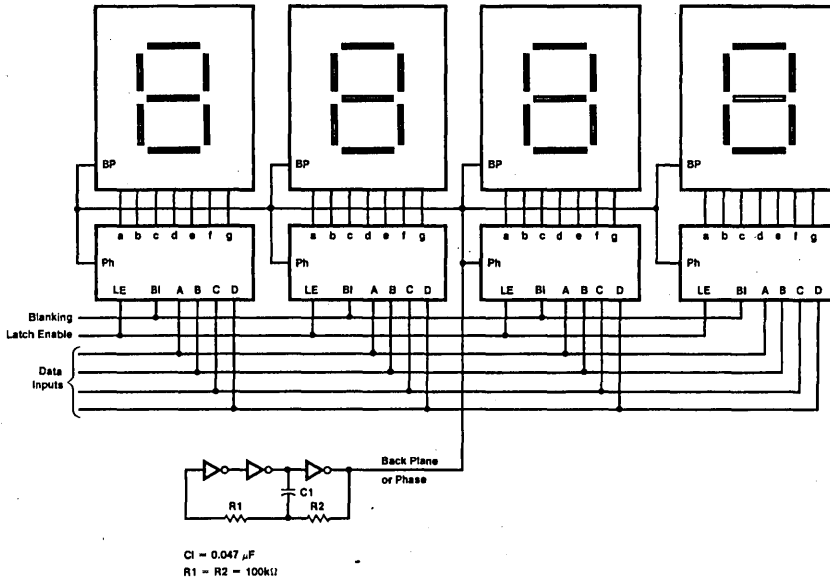 BP BP BP BP
a b c d e f g a b c d e f g a b c d e f g a b c d e f g
Ph Ph Ph Ph
LE BI A B C D LE BI A B C D LE BI A B C D LE BI A B C D
Blanking
Latch Enable
Data
Inputs
Back Plane
or Phase
C1
R1 R2
CI = 0.047 µF
R1 = R2 = 100kΩ